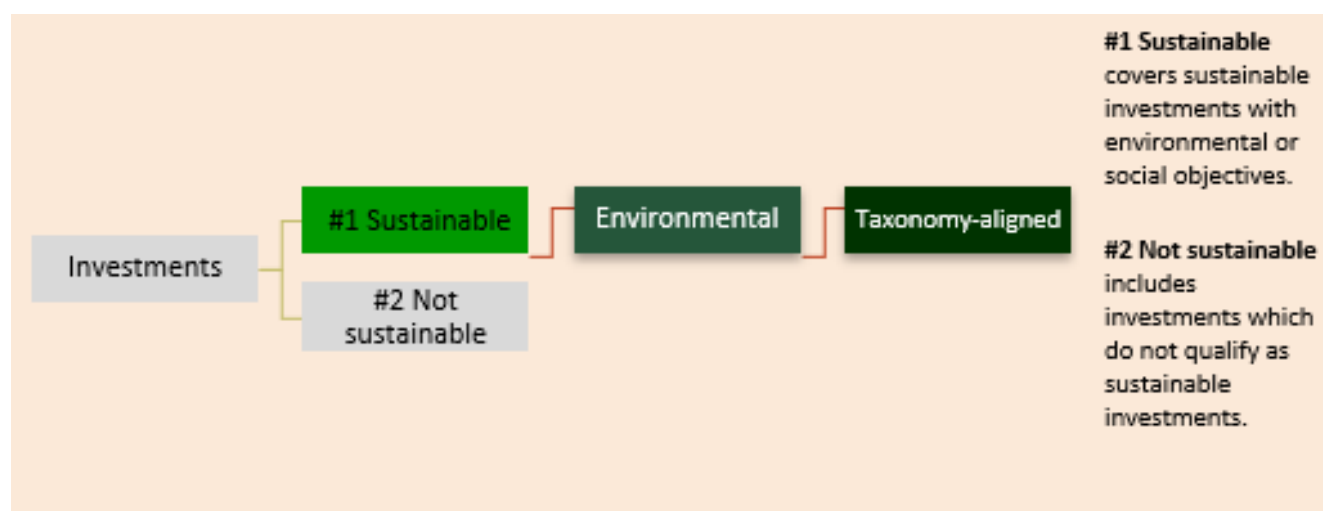 Investments
#1 Sustainable
#2 Not
sustainable
Environmental
Taxonomy-aligned
#1 Sustainable
covers sustainable
investments with
environmental or
social objectives.
#2 Not sustainable
includes
investments which
do not qualify as
sustainable
investments.